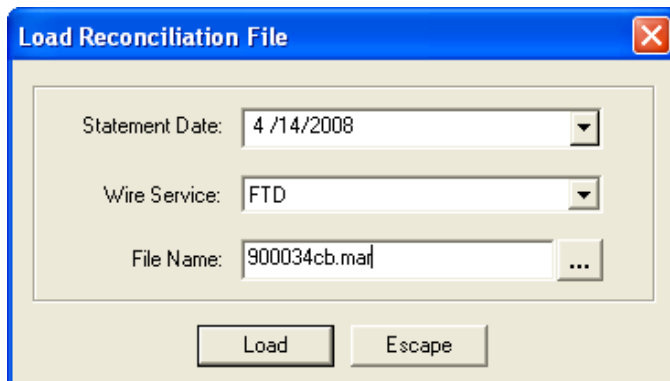 Load Reconciliation File
Statement Date: 4 /14/2008
Wire Service: FTD
File Name: 900034cb.mar ...
Load Escape